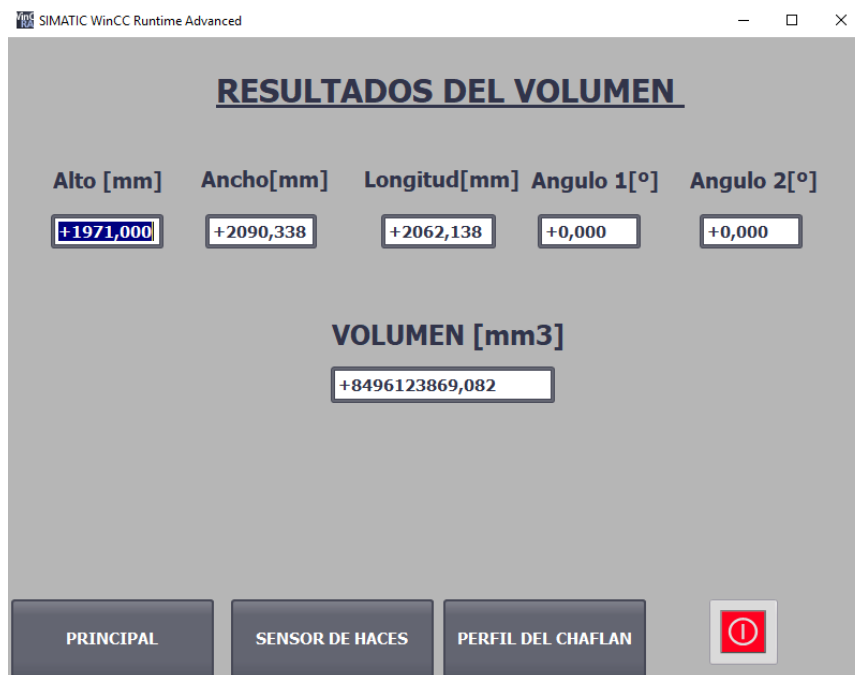 SIMATIC WinCC Runtime Advanced
RESULTADOS DEL VOLUMEN
Alto [mm] Ancho[mm] Longitud[mm] Angulo 1[º] Angulo 2[º]
+1971,000 +2090,338 +2062,138 +0,000 +0,000
VOLUMEN [mm3]
+8496123869,082
PRINCIPAL SENSOR DE HACES PERFIL DEL CHAFLAN